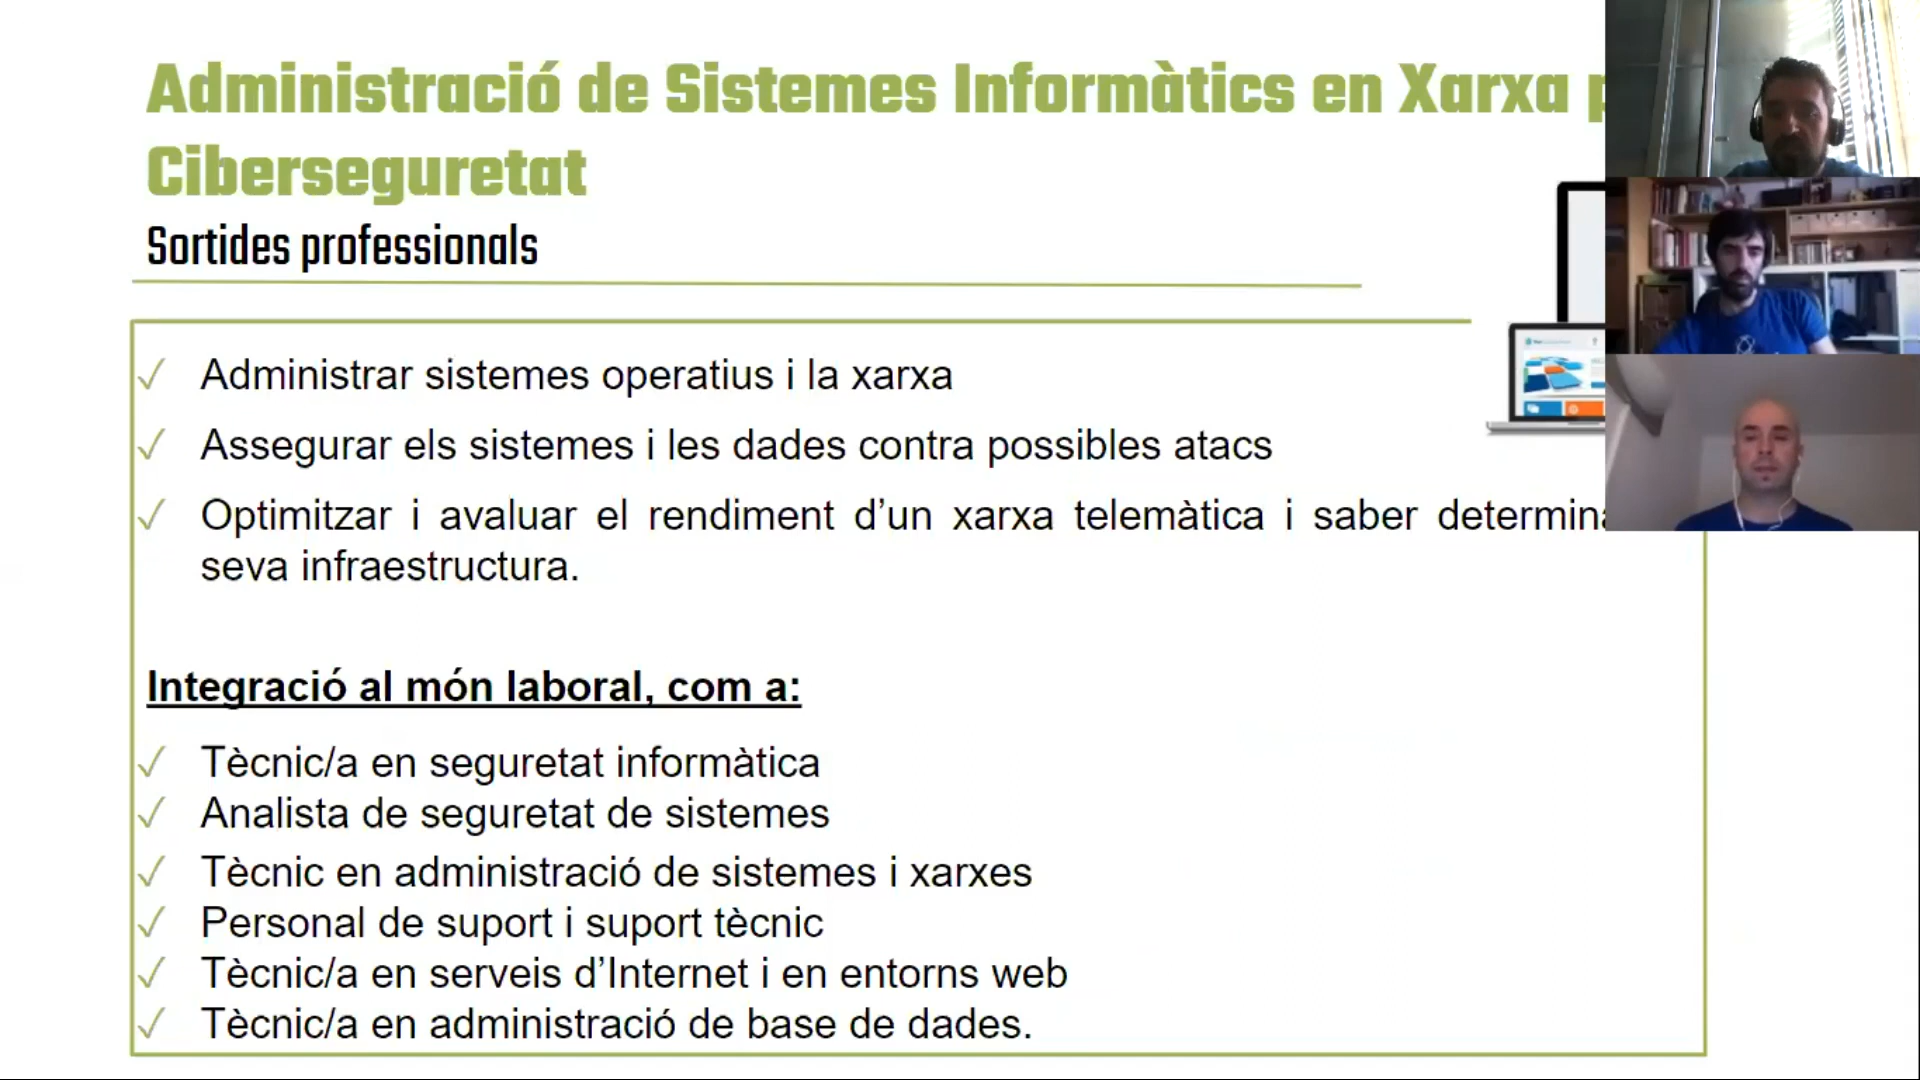 Administració de Sistemes Informàtics en Xarxa
Ciberseguretat
Sortides professionals
✓ Administrar sistemes operatius i la xarxa
✓ Assegurar els sistemes i les dades contra possibles atacs
✓ Optimitzar i avaluar el rendiment d’un xarxa telemàtica i saber
seva infraestructura.
Integració al món laboral, com a:
✓ Tècnic/a en seguretat informàtica
✓ Analista de seguretat de sistemes
✓ Tècnic en administració de sistemes i xarxes
✓ Personal de suport i suport tècnic
✓ Tècnic/a en serveis d’Internet i en entorns web
✓ Tècnic/a en administració de base de dades.